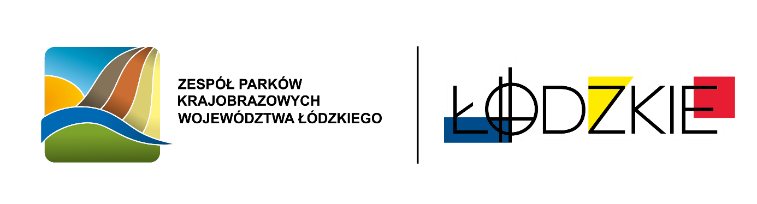 ZESPÓŁ PARKÓW
KRAJOBRAZOWYCH
WOJEWÓDZTWA ŁÓDZKIEGO
ŁÓDZKIE